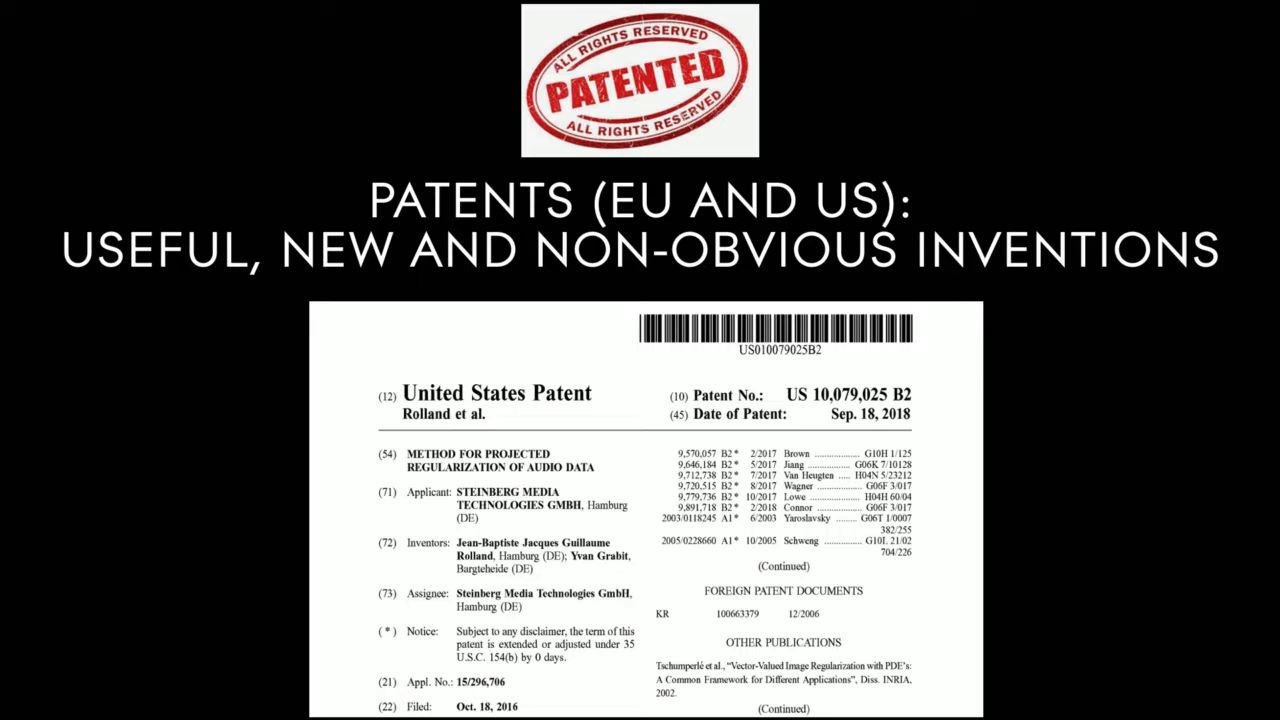 ALL RIGHTS RESERVED
PATENTED
ALL RIGHTS RESERVED
PATENTS (EU AND US):
USEFUL, NEW AND NON-OBVIOUS INVENTIONS
US010079025B2
(12) United States Patent
Rolland et al.
(10) Patent No.: US 10,079,025 B2
(45) Date of Patent: Sep. 18, 2018
(54) METHOD FOR PROJECTED
REGULARIZATION OF AUDIO DATA
(71) Applicant: STEINBERG MEDIA
TECHNOLOGIES GMBH, Hamburg
(DE)
(72) Inventors: Jean-Baptiste Jacques Guillaume
Rolland, Hamburg (DE); Yvan Grabit,
Bargteheide (DE)
(73) Assignee: Steinberg Media Technologies GmbH,
Hamburg (DE)
( * ) Notice: Subject to any disclaimer, the term of this
patent is extended or adjusted under 35
U.S.C. 154(b) by 0 days.
(21) Appl. No.: 15/296,706
(22) Filed: Oct. 18, 2016
9,570,057 B2 * 2/2017 Brown ................... G10H 1/125
9,646,184 B2 * 5/2017 Jiang ................. G06K 7/10128
9,712,738 B2 * 7/2017 Van Heugten ..... H04N 5/23212
9,720,515 B2 * 8/2017 Wagner ................. G06F 3/017
9,779,736 B2 * 10/2017 Lowe ................... H04H 60/04
9,891,718 B2 * 2/2018 Connor ................. G06F 3/017
2003/0118245 A1 * 6/2003 Yaroslavsky ........ G06T 1/0007
382/255
2005/0228660 A1 * 10/2005 Schweng ............... G10L 21/02
704/226
(Continued)
FOREIGN PATENT DOCUMENTS
KR 100663379 12/2006
OTHER PUBLICATIONS
Tschumperlé et al., “Vector-Valued Image Regularization with PDE's:
A Common Framework for Different Applications”, Diss. INRIA,
2002.
(Continued)